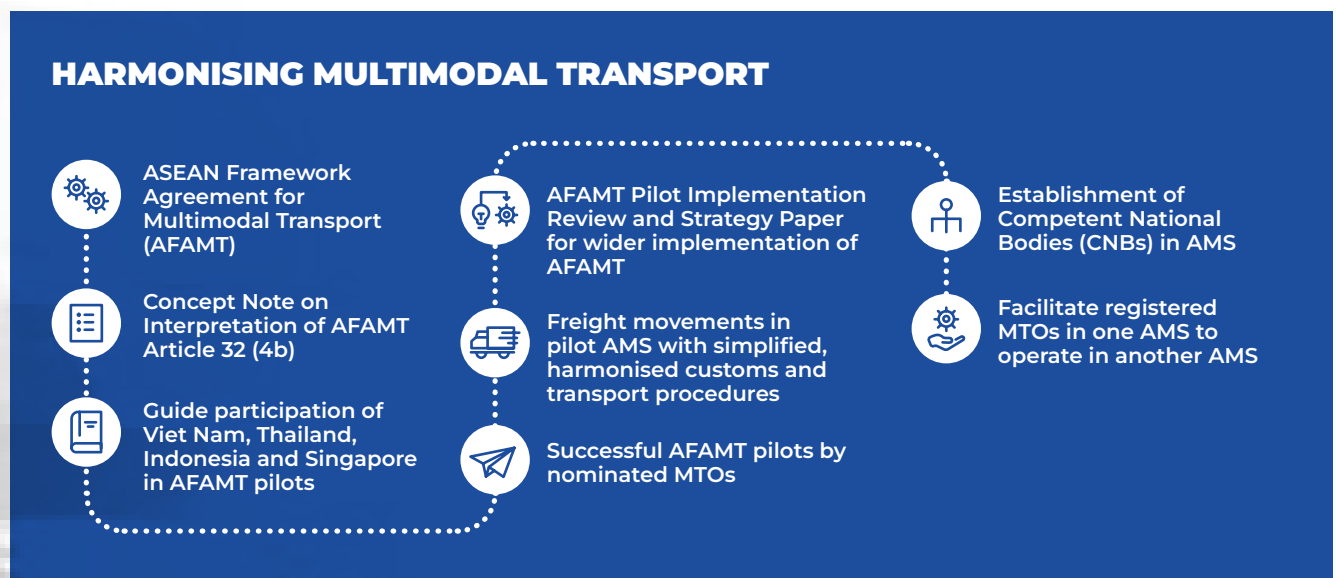 HARMONISING MULTIMODAL TRANSPORT
ASEAN Framework
Agreement for
Multimodal Transport
(AFAMT)
Concept Note on
Interpretation of AFAMT
Article 32 (4b)
Guide participation of
Viet Nam, Thailand,
Indonesia and Singapore
in AFAMT pilots
AFAMT Pilot Implementation
Review and Strategy Paper
for wider implementation of
AFAMT
Freight movements in
pilot AMS with simplified,
harmonised customs and
transport procedures
Successful AFAMT pilots by
nominated MTOs
Establishment of
Competent National
Bodies (CNBs) in AMS
Facilitate registered
MTOs in one AMS to
operate in another AMS